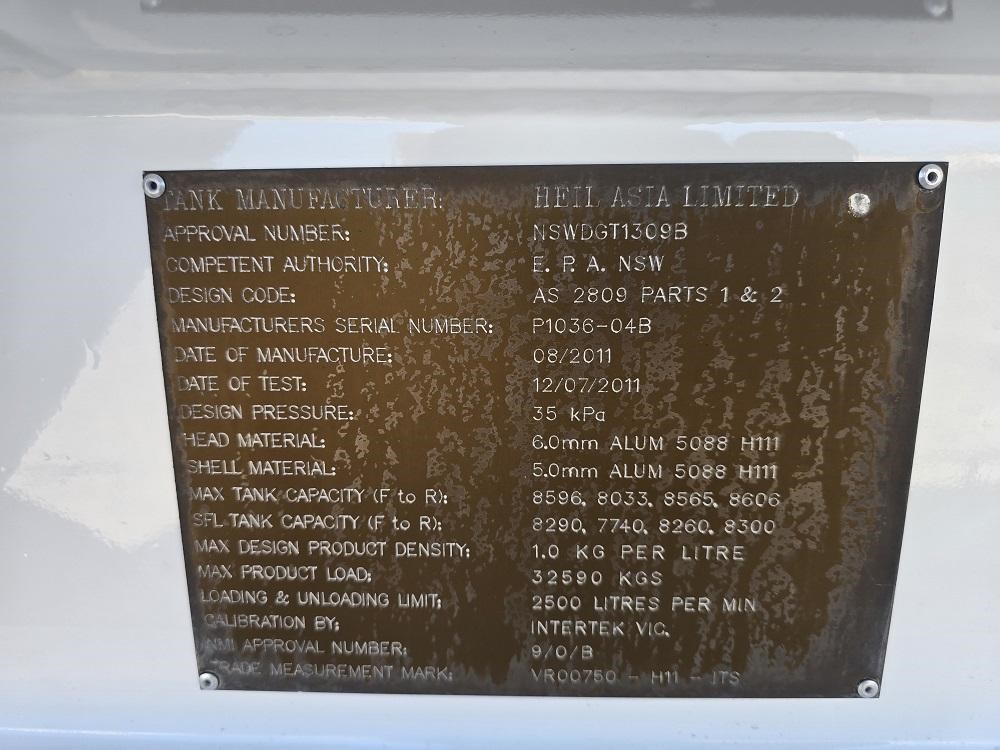 TANK MANUFACTURER: HEIL ASIA LIMITED
APPROVAL NUMBER: NSWDGT1309B
COMPETENT AUTHORITY: E. P. A. NSW
DESIGN CODE: AS 2809 PARTS 1 & 2
MANUFACTURERS SERIAL NUMBER: P1036-04B
DATE OF MANUFACTURE: 08/2011
DATE OF TEST: 12/07/2011
DESIGN PRESSURE: 35 kPa
HEAD MATERIAL: 6.0mm ALUM 5088 H111
SHELL MATERIAL: 5.0mm ALUM 5088 H111
MAX TANK CAPACITY (F to R): 8596, 8033, 8565, 8606
SFL TANK CAPACITY (F to R): 8290, 7740, 8260, 8300
MAX DESIGN PRODUCT DENSITY: 1.0 KG PER LITRE
MAX PRODUCT LOAD: 32590 KGS
LOADING & UNLOADING LIMIT: 2500 LITRES PER MIN
CALIBRATION BY: INTERTEK VIC.
NMI APPROVAL NUMBER: 9/0/B
TRADE MEASUREMENT MARK: VR00750 - H11 - ITS